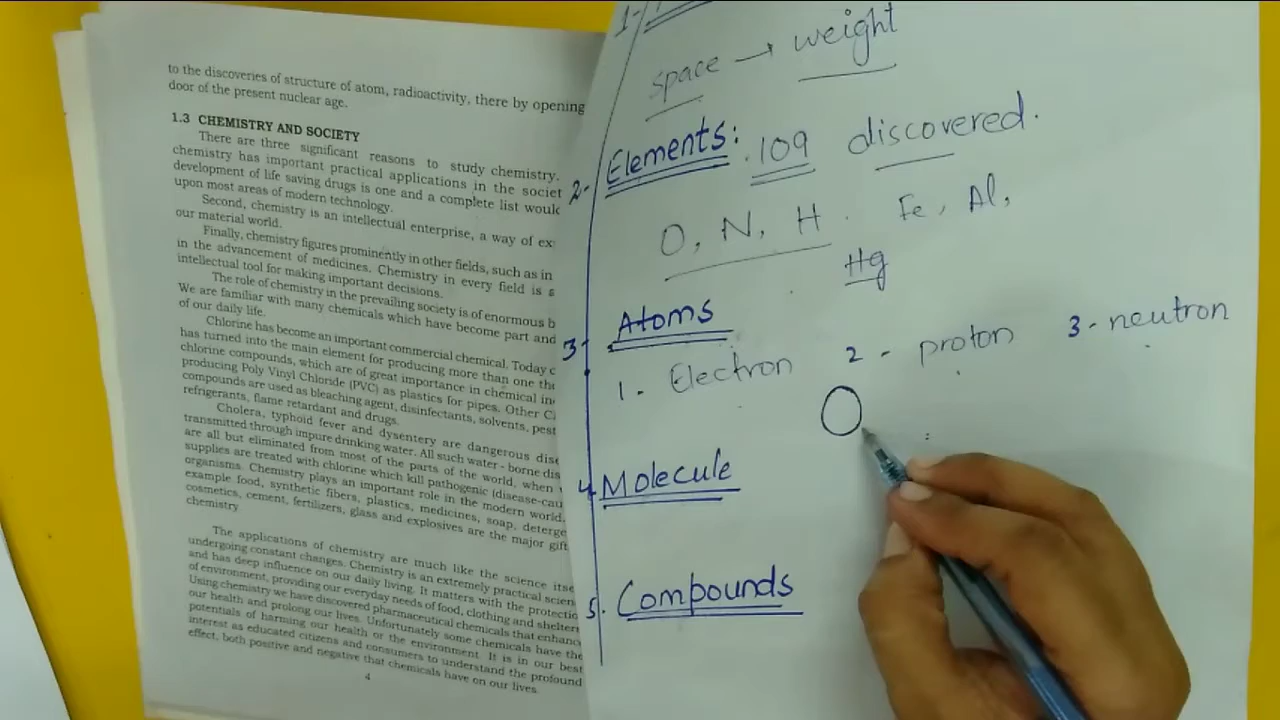 to the discoveries of structure of atom, radioactivity, there by opening
door of the present nuclear age.
1.3 CHEMISTRY AND SOCIETY
There are three significant reasons to study chemistry.
chemistry has important practical applications in the societ
development of life saving drugs is one and a complete list would
upon most areas of modern technology.
Second, chemistry is an intellectual enterprise, a way of ex
our material world.
Finally, chemistry figures prominently in other fields, such as in
in the advancement of medicines. Chemistry in every field is a
intellectual tool for making important decisions.
The role of chemistry in the prevailing society is of enormous b
We are familiar with many chemicals which have become part and
of our daily life.
Chlorine has become an important commercial chemical. Today c
has turned into the main element for producing more than one tho
chlorine compounds, which are of great importance in chemical in
producing Poly Vinyl Chloride (PVC) as plastics for pipes. Other C
compounds are used as bleaching agent, disinfectants, solvents, pest
refrigerants, flame retardant and drugs.
Cholera, typhoid fever and dysentery are dangerous dise
transmitted through impure drinking water. All such water - borne dis
are all but eliminated from most of the parts of the world, when
supplies are treated with chlorine which kill pathogenic (disease-cau
organisms. Chemistry plays an important role in the modern world.
example food, synthetic fibers, plastics, medicines, soap, deterge
cosmetics, cement, fertilizers, glass and explosives are the major gift
chemistry
The applications of chemistry are much like the science itse
undergoing constant changes. Chemistry is an extremely practical scien
and has deep influence on our daily living. It matters with the protectio
of environment, providing our everyday needs of food, clothing and shelter
Using chemistry we have discovered pharmaceutical chemicals that enhanc
our health and prolong our lives. Unfortunately some chemicals have the
potentials of harming our health or the environment. It is in our best
interest as educated citizens and consumers to understand the profound
effect, both positive and negative that chemicals have on our lives.
4
1-
space → weight
2- Elements: 109 discovered.
O, N, H. Fe, Al,
Hg
3- Atoms
1. Electron 2 - proton 3 - neutron
4 Molecule
5. Compounds